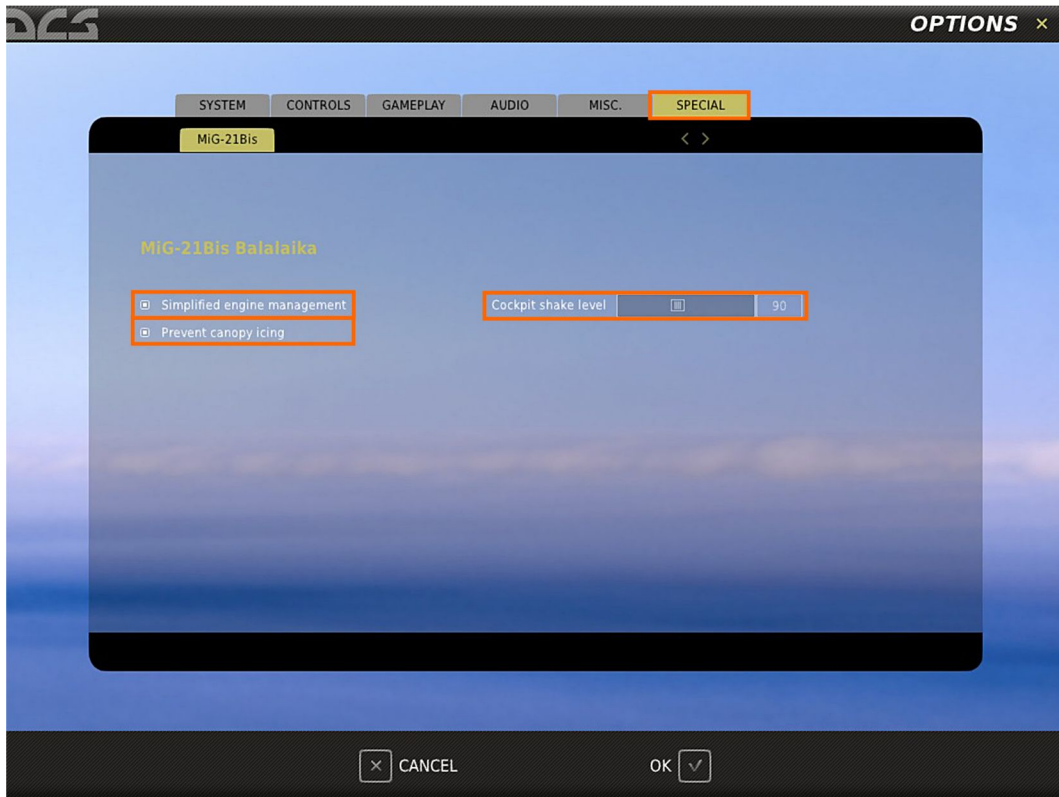 DCS
OPTIONS ×
SYSTEM CONTROLS GAMEPLAY AUDIO MISC. SPECIAL
MiG-21Bis < >
MiG-21Bis Balalaika
Simplified engine management Cockpit shake level 90
Prevent canopy icing
CANCEL OK